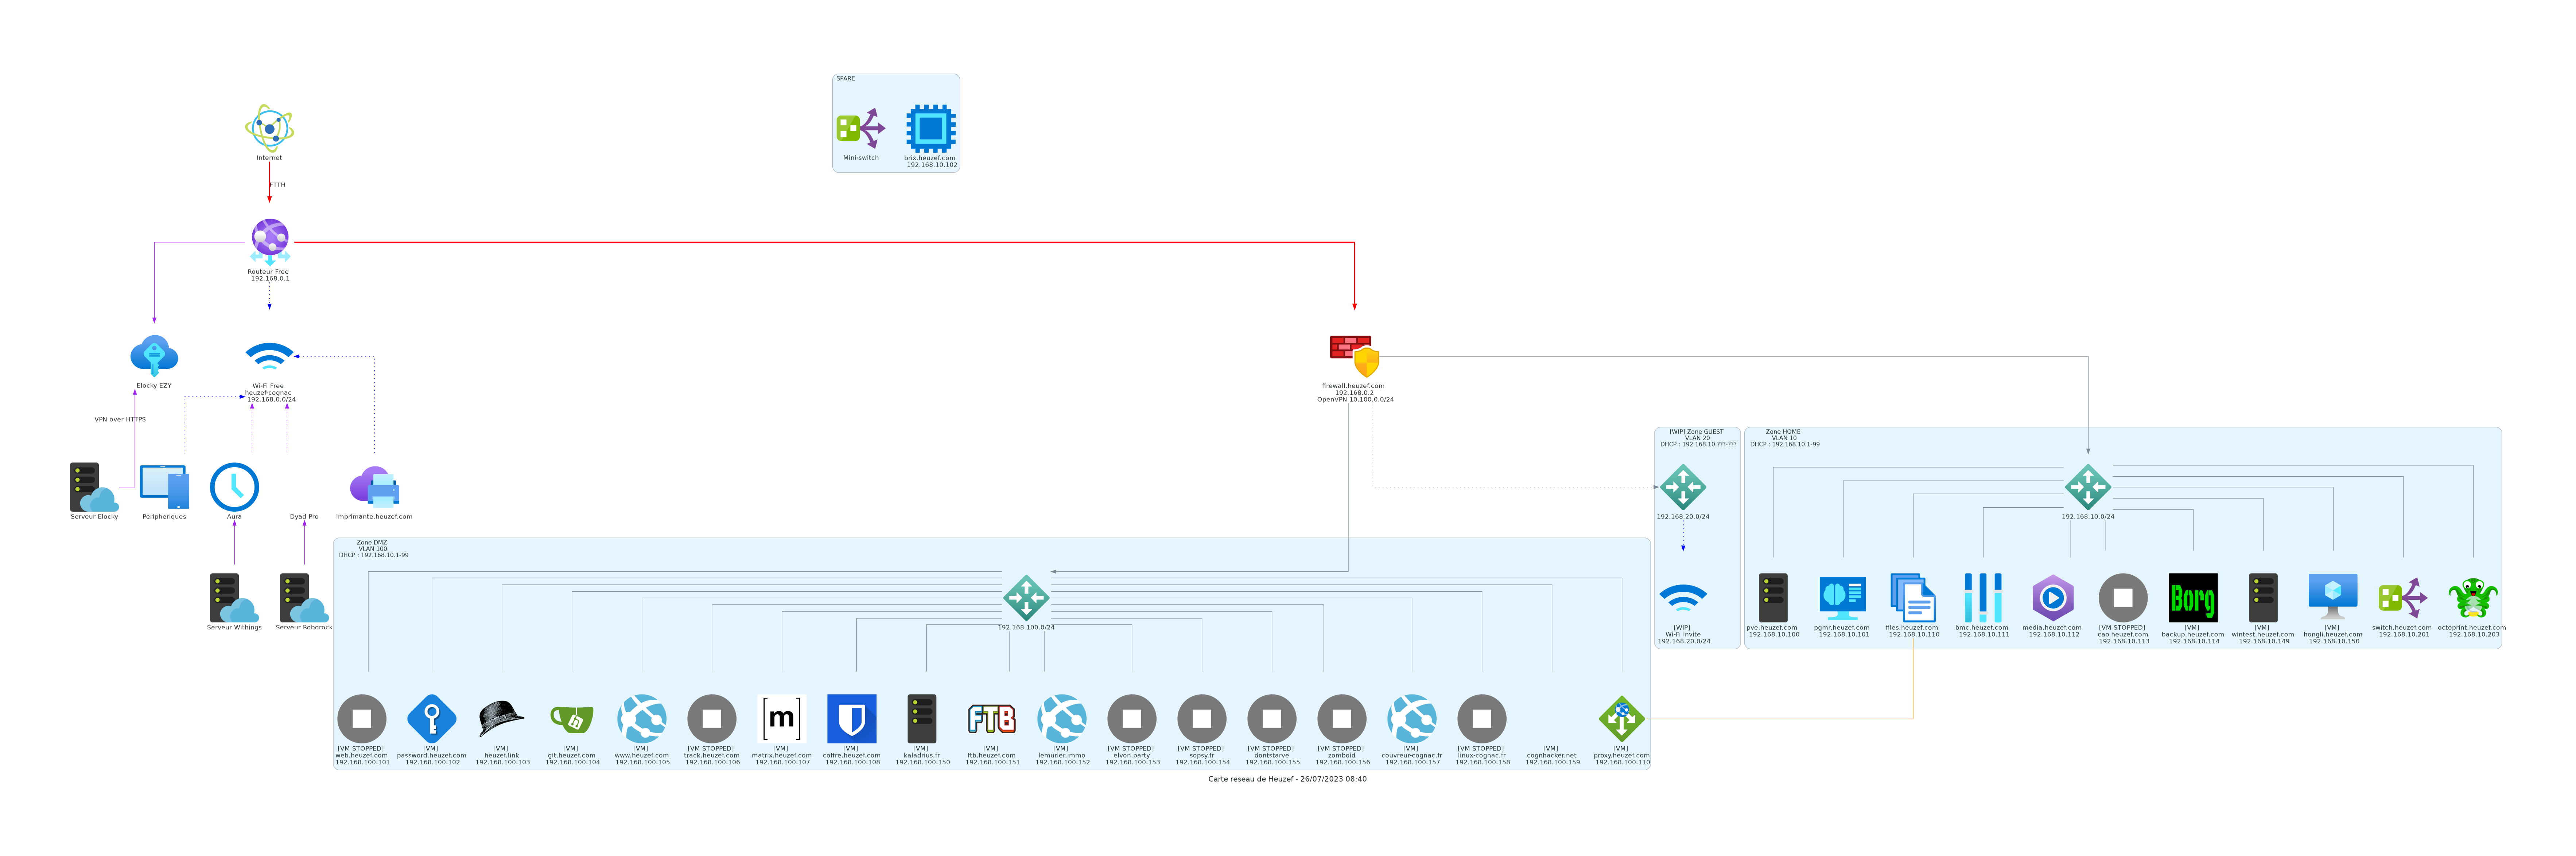 SPARE
Mini-switch
brix.heuzef.com
192.168.10.102
Internet
FTTH
Routeur Free
192.168.0.1
Elocky EZY
Wi-Fi Free
heuzef-cognac
192.168.0.0/24
VPN over HTTPS
firewall.heuzef.com
192.168.0.2
OpenVPN 10.100.0.0/24
Serveur Elocky
Peripheriques
Aura
Dyad Pro
imprimante.heuzef.com
Serveur Withings
Serveur Roborock
[WIP] Zone GUEST
VLAN 20
DHCP : 192.168.10.???-???
192.168.20.0/24
[WIP]
Wi-Fi invite
192.168.20.0/24
Zone HOME
VLAN 10
DHCP : 192.168.10.1-99
192.168.10.0/24
pve.heuzef.com
192.168.10.100
pgmr.heuzef.com
192.168.10.101
files.heuzef.com
192.168.10.110
bmc.heuzef.com
192.168.10.111
media.heuzef.com
192.168.10.112
[VM STOPPED]
cao.heuzef.com
192.168.10.113
Borg
[VM]
backup.heuzef.com
192.168.10.114
[VM]
wintest.heuzef.com
192.168.10.149
[VM]
hongli.heuzef.com
192.168.10.150
switch.heuzef.com
192.168.10.201
octoprint.heuzef.com
192.168.10.203
Zone DMZ
VLAN 100
DHCP : 192.168.10.1-99
192.168.100.0/24
[VM STOPPED]
web.heuzef.com
192.168.100.101
[VM]
password.heuzef.com
192.168.100.102
[VM]
heuzef.link
192.168.100.103
[VM]
git.heuzef.com
192.168.100.104
[VM]
www.heuzef.com
192.168.100.105
[VM STOPPED]
track.heuzef.com
192.168.100.106
[m]
[VM]
matrix.heuzef.com
192.168.100.107
[VM]
coffre.heuzef.com
192.168.100.108
[VM]
kaladrius.fr
192.168.100.150
FTB
[VM]
ftb.heuzef.com
192.168.100.151
[VM]
lemurier.immo
192.168.100.152
[VM STOPPED]
elvon.party
192.168.100.153
[VM STOPPED]
sopsy.fr
192.168.100.154
[VM STOPPED]
dontstarve
192.168.100.155
[VM STOPPED]
zomboid
192.168.100.156
[VM]
couvreur-cognac.fr
192.168.100.157
[VM STOPPED]
linux-cognac.fr
192.168.100.158
[VM]
cognhacker.net
192.168.100.159
[VM]
proxy.heuzef.com
192.168.100.110
Carte reseau de Heuzef - 26/07/2023 08:40